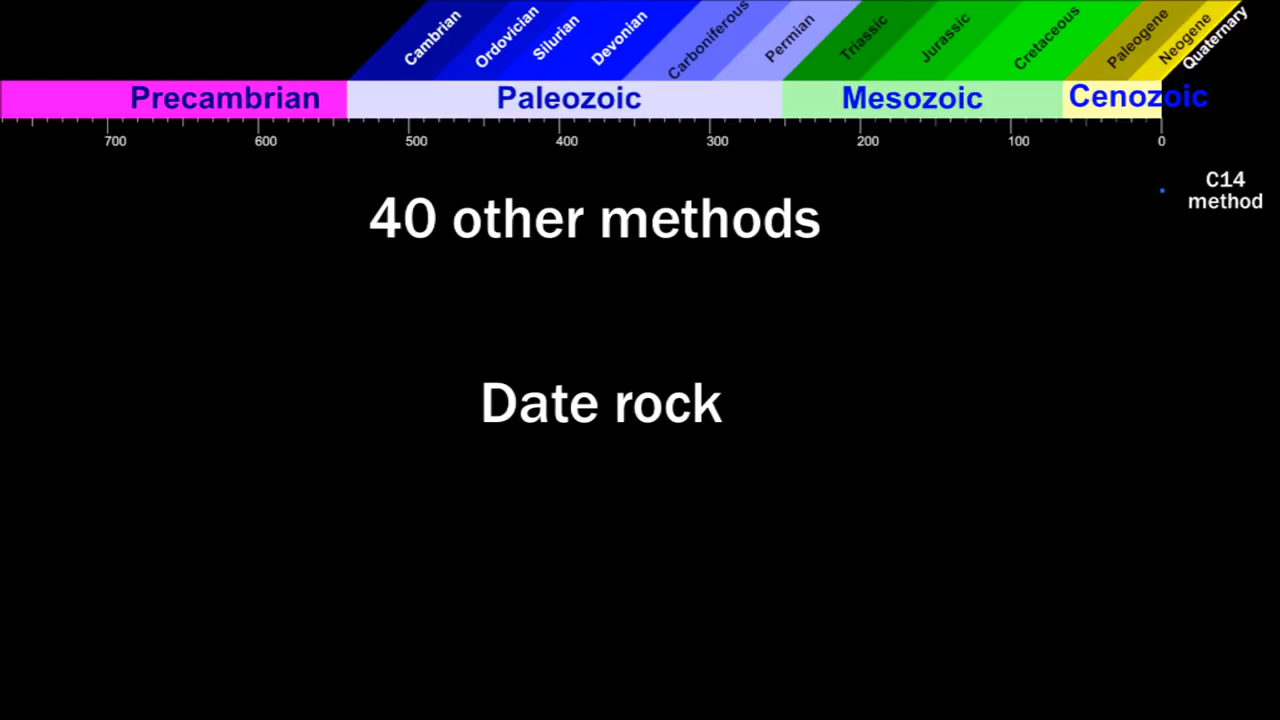 Cambrian
Ordovician
Silurian
Devonian
Carboniferous
Permian
Triassic
Jurassic
Cretaceous
Paleogene
Neogene
Quaternary
Precambrian Paleozoic Mesozoic Cenozoic
700 600 500 400 300 200 100 0
C14
method
40 other methods
Date rock